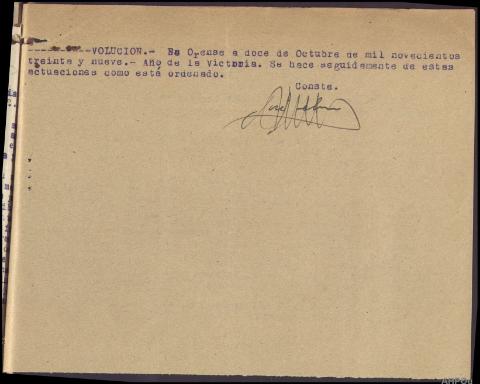 ----------VOLUCION.- En Orense a doce de Octubre de mil novecientos
treinta y nueve.- Año de la Victoria. Se hace seguidamente de estas
actuaciones como está ordenado.
Conste.
AHPOU